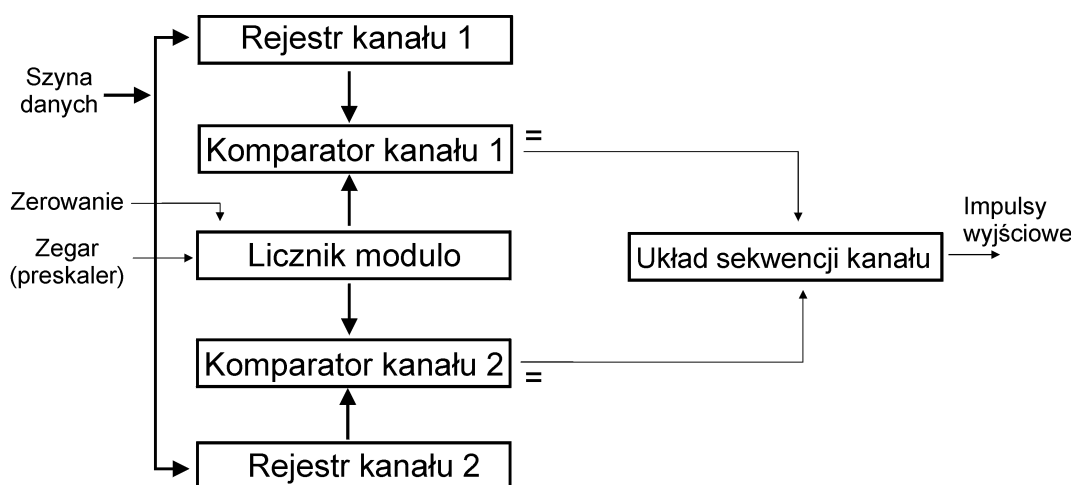 Rejestr kanału 1
Szyna
danych
Komparator kanału 1
=
Zerowanie
Zegar
(preskaler)
Licznik modulo
Układ sekwencji kanału
Impulsy
wyjściowe
Komparator kanału 2
=
Rejestr kanału 2